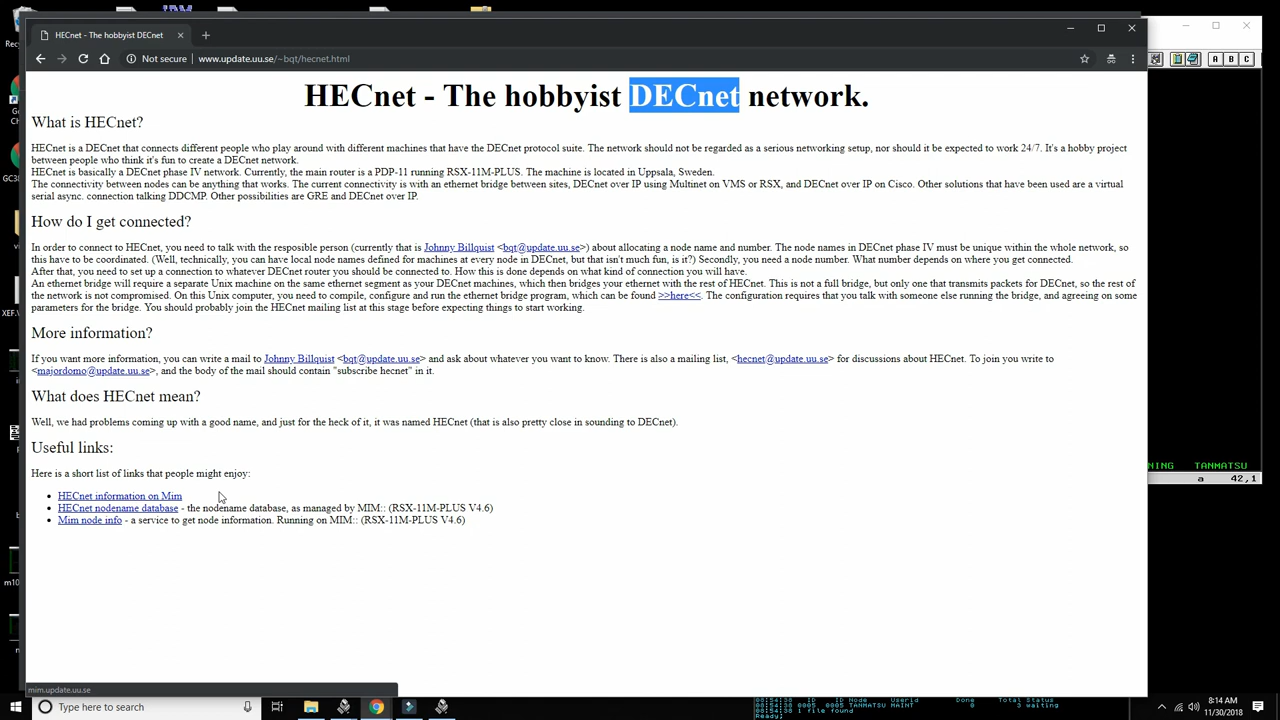 IBM
HECnet - The hobbyist DECnet
Not secure www.update.uu.se/~bqt/hecnet.html
A B C
HECnet - The hobbyist DECnet network.
What is HECnet?
HECnet is a DECnet that connects different people who play around with different machines that have the DECnet protocol suite. The network should not be regarded as a serious networking setup, nor should it be expected to work 24/7. It's a hobby project
between people who think it's fun to create a DECnet network.
HECnet is basically a DECnet phase IV network. Currently, the main router is a PDP-11 running RSX-11M-PLUS. The machine is located in Uppsala, Sweden.
The connectivity between nodes can be anything that works. The current connectivity is with an ethernet bridge between sites, DECnet over IP using Multinet on VMS or RSX, and DECnet over IP on Cisco. Other solutions that have been used are a virtual
serial async. connection talking DDCMP. Other possibilities are GRE and DECnet over IP.
How do I get connected?
In order to connect to HECnet, you need to talk with the resposible person (currently that is Johnny Billquist <bqt@update.uu.se>) about allocating a node name and number. The node names in DECnet phase IV must be unique within the whole network, so
this have to be coordinated. (Well, technically, you can have local node names defined for machines at every node in DECnet, but that isn't much fun, is it?) Secondly, you need a node number. What number depends on where you get connected.
After that, you need to set up a connection to whatever DECnet router you should be connected to. How this is done depends on what kind of connection you will have.
An ethernet bridge will require a separate Unix machine on the same ethernet segment as your DECnet machines, which then bridges your ethernet with the rest of HECnet. This is not a full bridge, but only one that transmits packets for DECnet, so the rest of
the network is not compromised. On this Unix computer, you need to compile, configure and run the ethernet bridge program, which can be found >>here<<. The configuration requires that you talk with someone else running the bridge, and agreeing on some
parameters for the bridge. You should probably join the HECnet mailing list at this stage before expecting things to start working.
More information?
If you want more information, you can write a mail to Johnny Billquist <bqt@update.uu.se> and ask about whatever you want to know. There is also a mailing list, <hecnet@update.uu.se> for discussions about HECnet. To join you write to
<majordomo@update.uu.se>, and the body of the mail should contain "subscribe hecnet" in it.
What does HECnet mean?
Well, we had problems coming up with a good name, and just for the heck of it, it was named HECnet (that is also pretty close in sounding to DECnet).
Useful links:
Here is a short list of links that people might enjoy:
HECnet information on Mim
HECnet nodename database - the nodename database, as managed by MIM:: (RSX-11M-PLUS V4.6)
Mim node info - a service to get node information. Running on MIM:: (RSX-11M-PLUS V4.6)
NING TANMATSU
a 42,1
mim.update.uu.se
Type here to search
08:54:38 0005 0005 TANMATSU MAINT 0 3 waiting
08:54:38 1 file found
Ready;
8:14 AM
11/30/2018